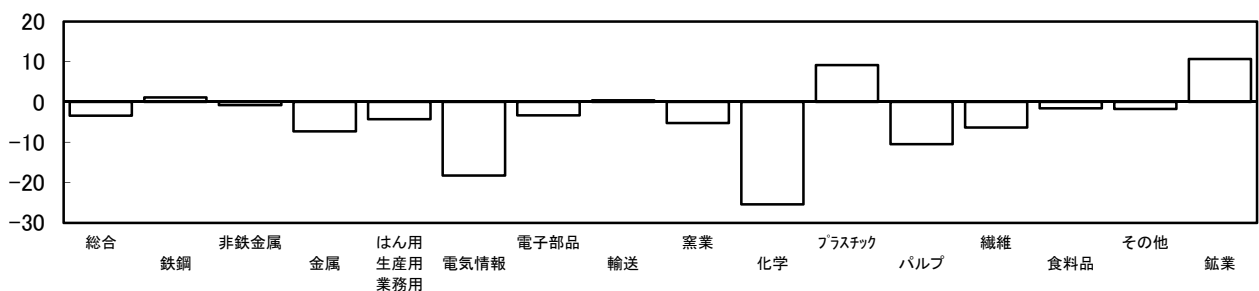 20
10
0
−10
−20
−30
総合
鉄鋼
非鉄金属
金属
はん用
生産用
業務用
電気情報
電子部品
輸送
窯業
化学
ﾌﾟﾗｽﾁｯｸ
パルプ
繊維
食料品
その他
鉱業